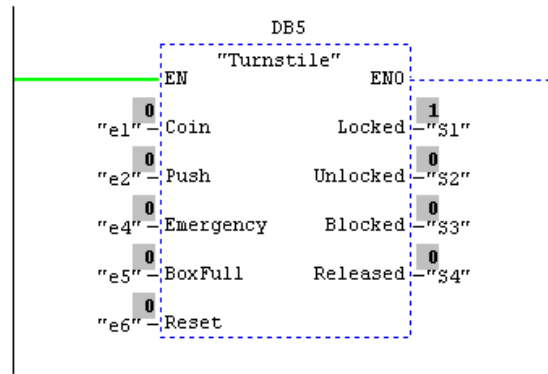 DB5
"Turnstile"
EN ENO
0 1
"e1" Coin Locked "S1"
0 0
"e2" Push Unlocked "S2"
0 0
"e4" Emergency Blocked "S3"
0 0
"e5" BoxFull Released "S4"
0
"e6" Reset